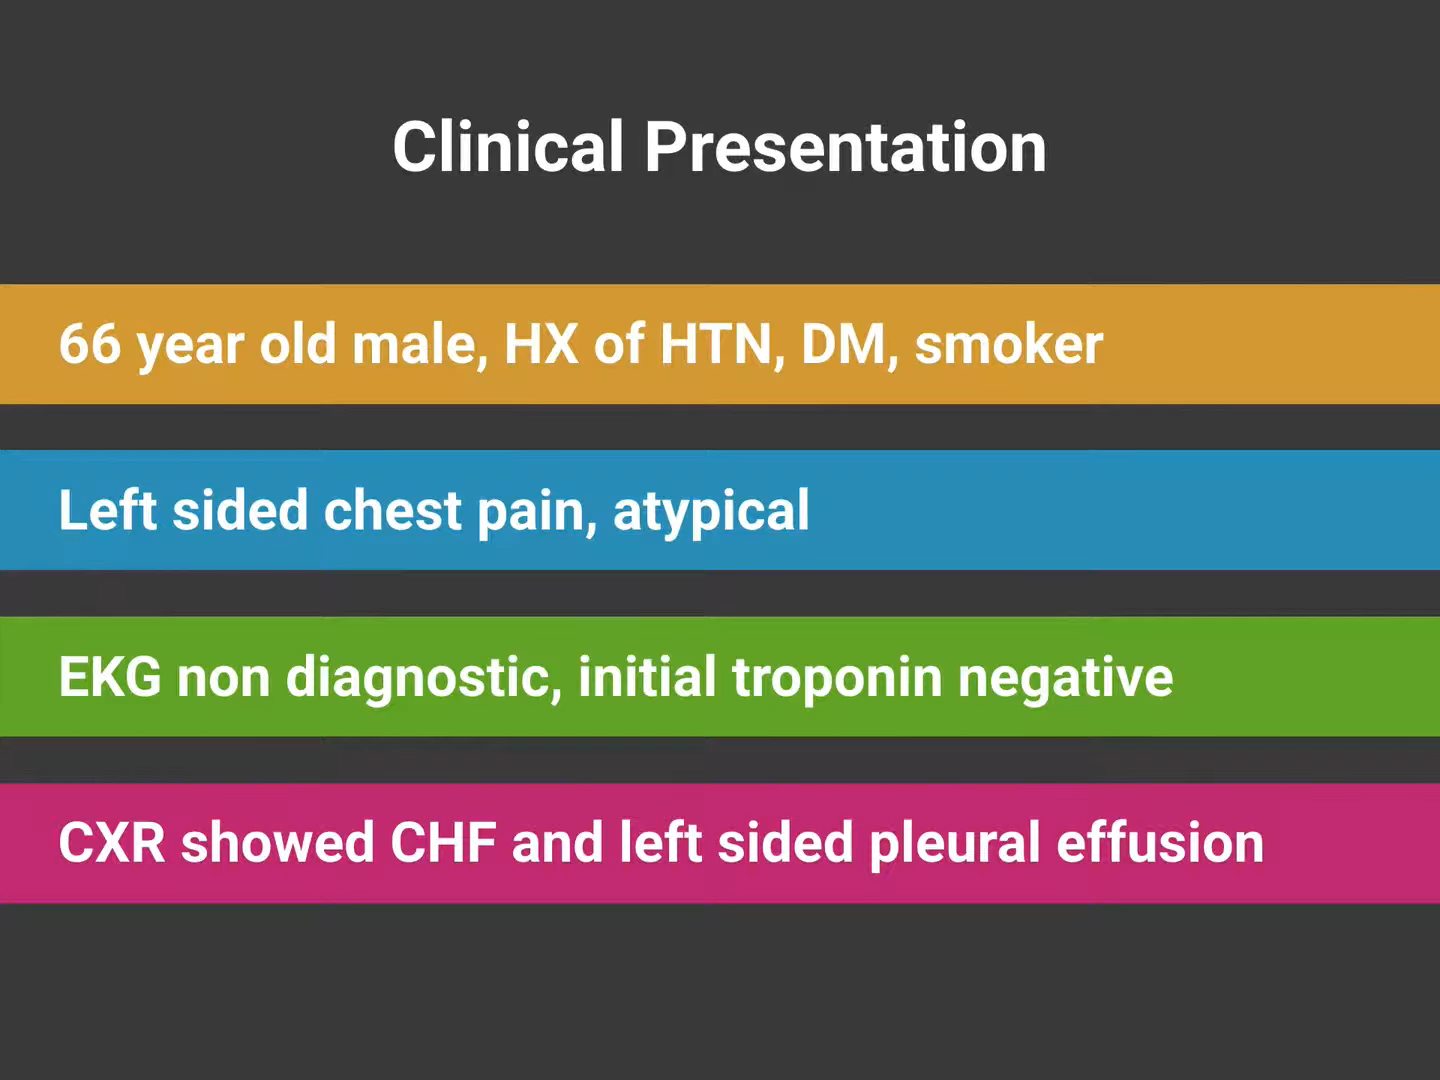 Clinical Presentation
66 year old male, HX of HTN, DM, smoker
Left sided chest pain, atypical
EKG non diagnostic, initial troponin negative
CXR showed CHF and left sided pleural effusion